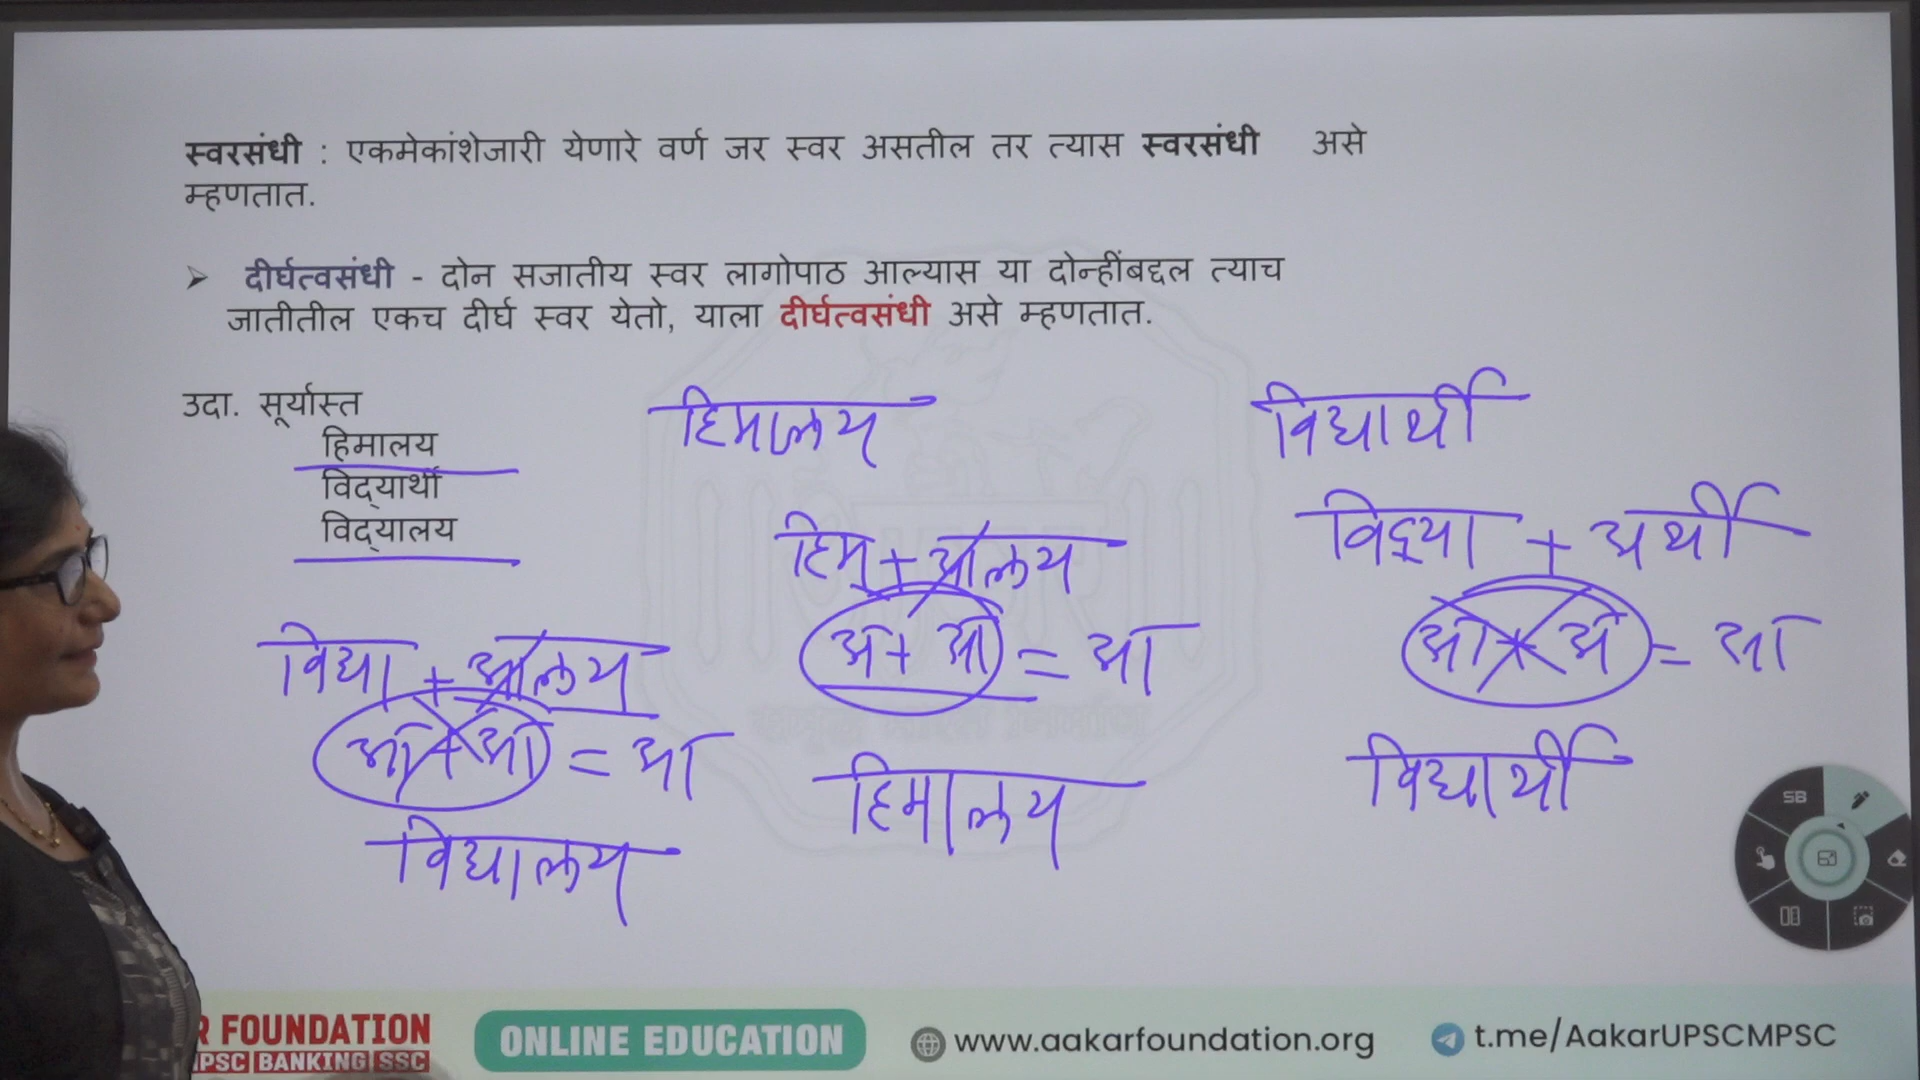 स्वरसंधी : एकमेकांशेजारी येणारे वर्ण जर स्वर असतील तर त्यास स्वरसंधी असे
म्हणतात.
➢ दीर्घत्वसंधी - दोन सजातीय स्वर लागोपाठ आल्यास या दोन्हींबद्दल त्याच
जातीतील एकच दीर्घ स्वर येतो, याला दीर्घत्वसंधी असे म्हणतात.
उदा. सूर्यास्त
हिमालय
विद्‌यार्थी
विद्‌यालय
हिमालय
हिम् + आलय
अ + आ = आ
हिमालय
विद्यार्थी
विद्‌या + अर्थी
आ + अ = आ
विद्यार्थी
विद्या + आलय
आ + आ = आ
विद्यालय
SB
R FOUNDATION
MPSC BANKING SSC
ONLINE EDUCATION
www.aakarfoundation.org
t.me/AakarUPSCMPSC